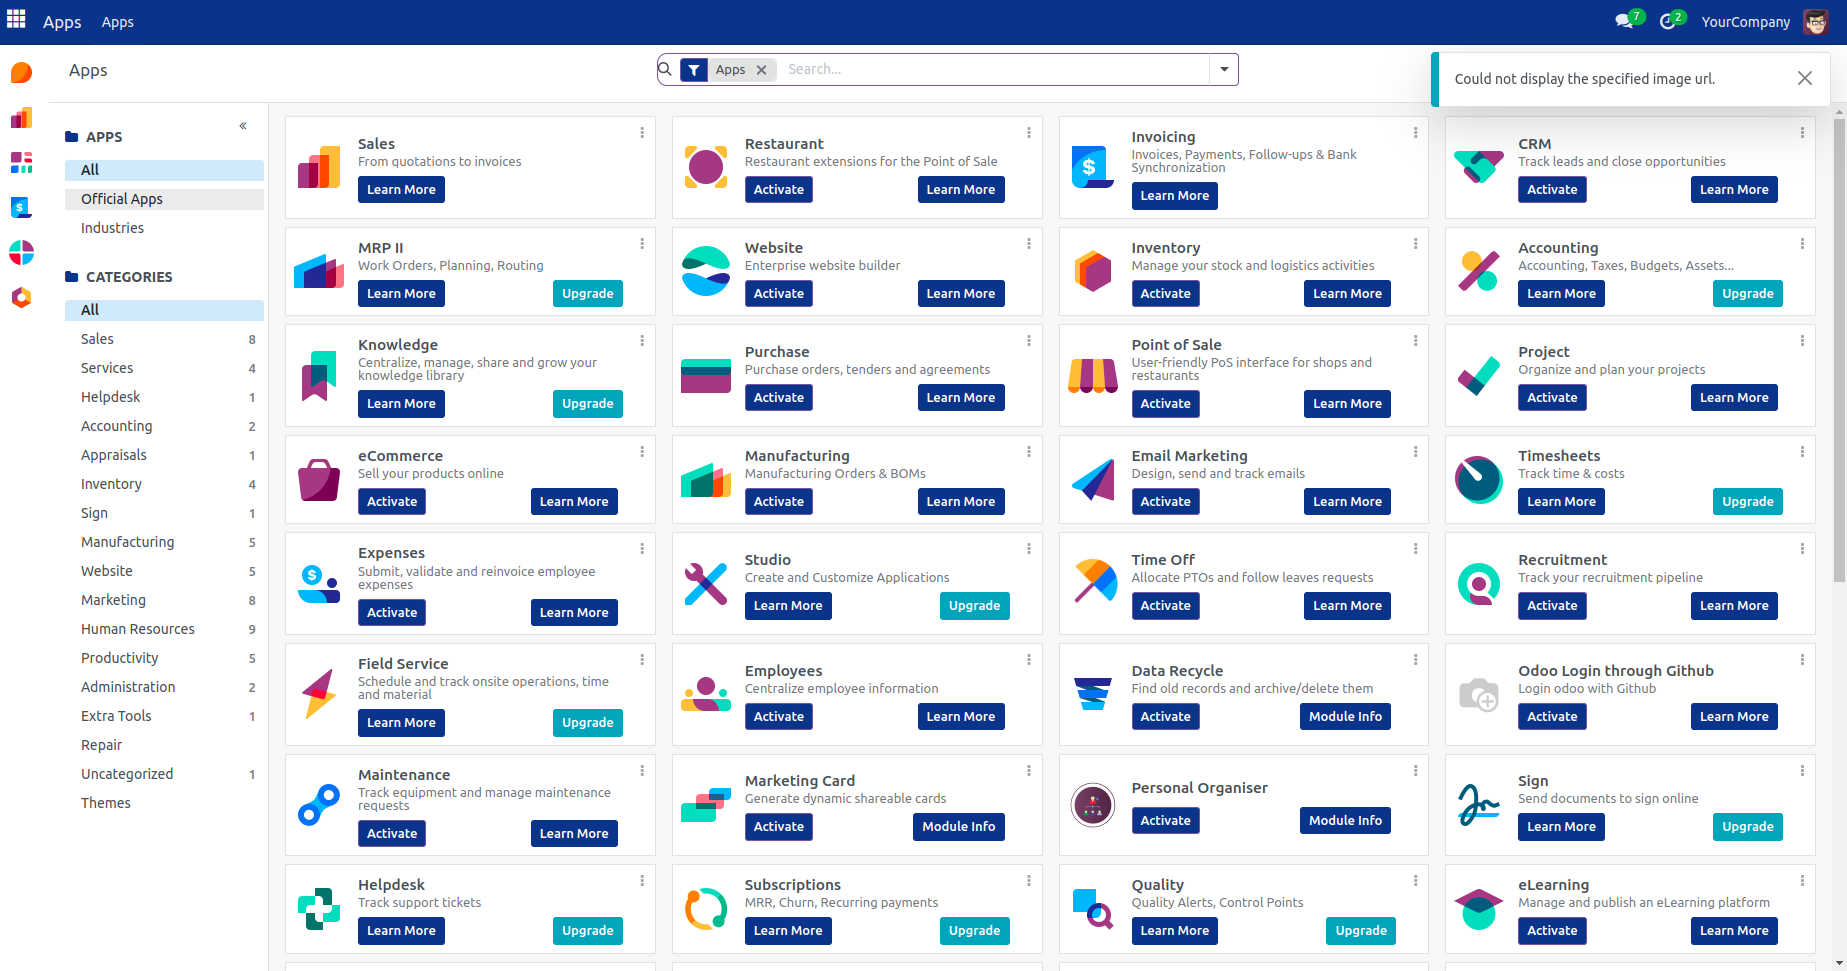 Apps Apps 7 2 YourCompany
Apps
Apps Search...
Could not display the specified image url.
APPS
All
Official Apps
Industries
CATEGORIES
All
Sales 8
Services 4
Helpdesk 1
Accounting 2
Appraisals 1
Inventory 4
Sign 1
Manufacturing 5
Website 5
Marketing 8
Human Resources 9
Productivity 5
Administration 2
Extra Tools 1
Repair
Uncategorized 1
Themes
Sales
From quotations to invoices
Learn More
Restaurant
Restaurant extensions for the Point of Sale
Activate Learn More
Invoicing
Invoices, Payments, Follow-ups & Bank
Synchronization
Learn More
CRM
Track leads and close opportunities
Activate Learn More
MRP II
Work Orders, Planning, Routing
Learn More Upgrade
Website
Enterprise website builder
Activate Learn More
Inventory
Manage your stock and logistics activities
Activate Learn More
Accounting
Accounting, Taxes, Budgets, Assets...
Learn More Upgrade
Knowledge
Centralize, manage, share and grow your
knowledge library
Learn More Upgrade
Purchase
Purchase orders, tenders and agreements
Activate Learn More
Point of Sale
User-friendly PoS interface for shops and
restaurants
Activate Learn More
Project
Organize and plan your projects
Activate Learn More
eCommerce
Sell your products online
Activate Learn More
Manufacturing
Manufacturing Orders & BOMs
Activate Learn More
Email Marketing
Design, send and track emails
Activate Learn More
Timesheets
Track time & costs
Learn More Upgrade
Expenses
Submit, validate and reinvoice employee
expenses
Activate Learn More
Studio
Create and Customize Applications
Learn More Upgrade
Time Off
Allocate PTOs and follow leaves requests
Activate Learn More
Recruitment
Track your recruitment pipeline
Activate Learn More
Field Service
Schedule and track onsite operations, time
and material
Learn More Upgrade
Employees
Centralize employee information
Activate Learn More
Data Recycle
Find old records and archive/delete them
Activate Module Info
Odoo Login through Github
Login odoo with Github
Activate Learn More
Maintenance
Track equipment and manage maintenance
requests
Activate Learn More
Marketing Card
Generate dynamic shareable cards
Activate Module Info
Personal Organiser
Activate Module Info
Sign
Send documents to sign online
Learn More Upgrade
Helpdesk
Track support tickets
Learn More Upgrade
Subscriptions
MRR, Churn, Recurring payments
Learn More Upgrade
Quality
Quality Alerts, Control Points
Learn More Upgrade
eLearning
Manage and publish an eLearning platform
Activate Learn More